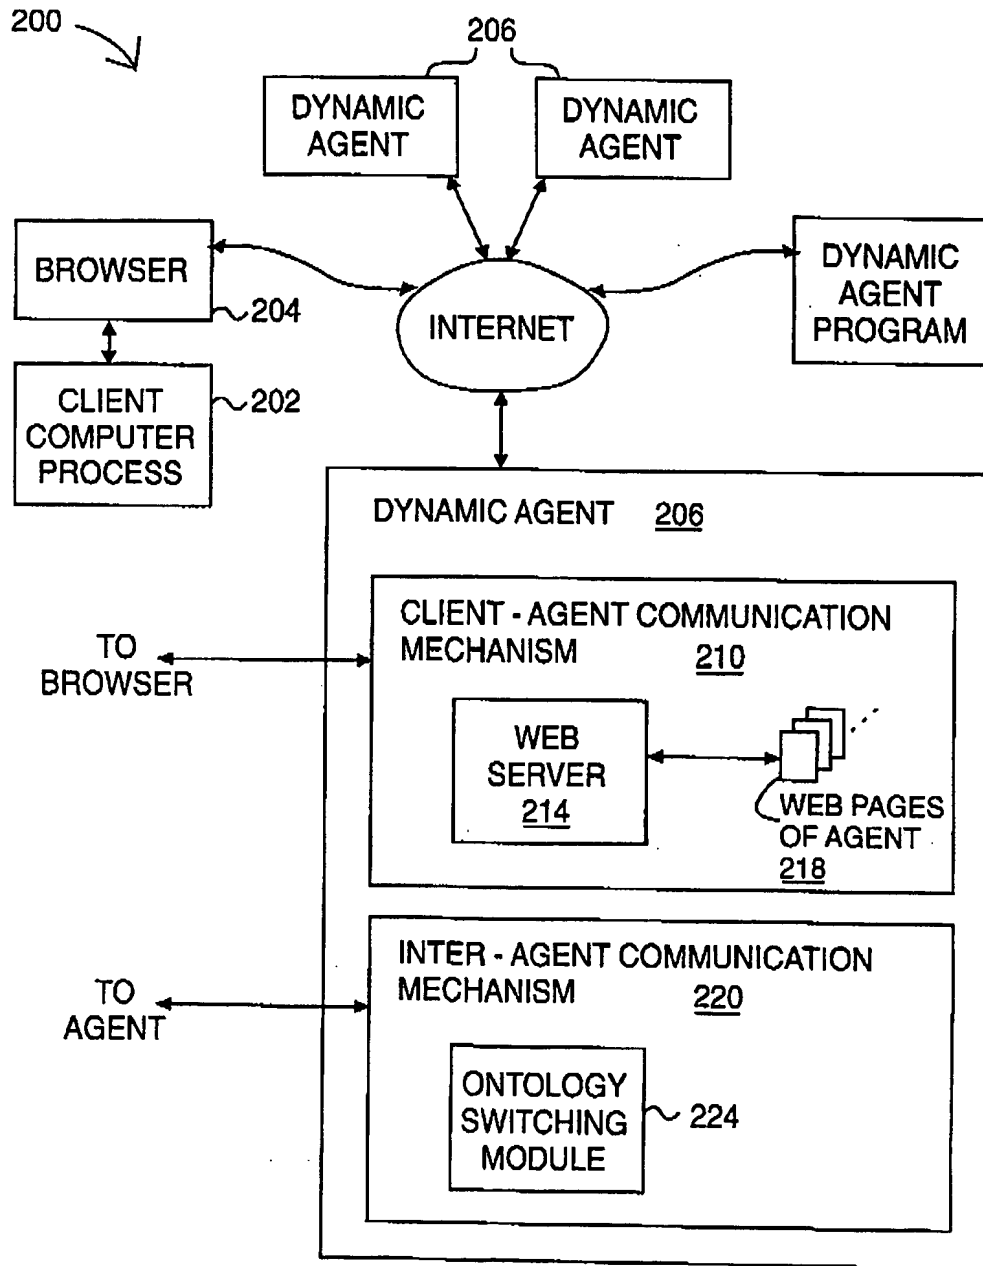 200
206
DYNAMIC
AGENT
DYNAMIC
AGENT
BROWSER
204
CLIENT
COMPUTER
PROCESS
202
INTERNET
DYNAMIC
AGENT
PROGRAM
DYNAMIC AGENT 206
CLIENT - AGENT COMMUNICATION
MECHANISM 210
TO
BROWSER
WEB
SERVER
214
WEB PAGES
OF AGENT
218
INTER - AGENT COMMUNICATION
MECHANISM 220
TO
AGENT
ONTOLOGY
SWITCHING
MODULE
224